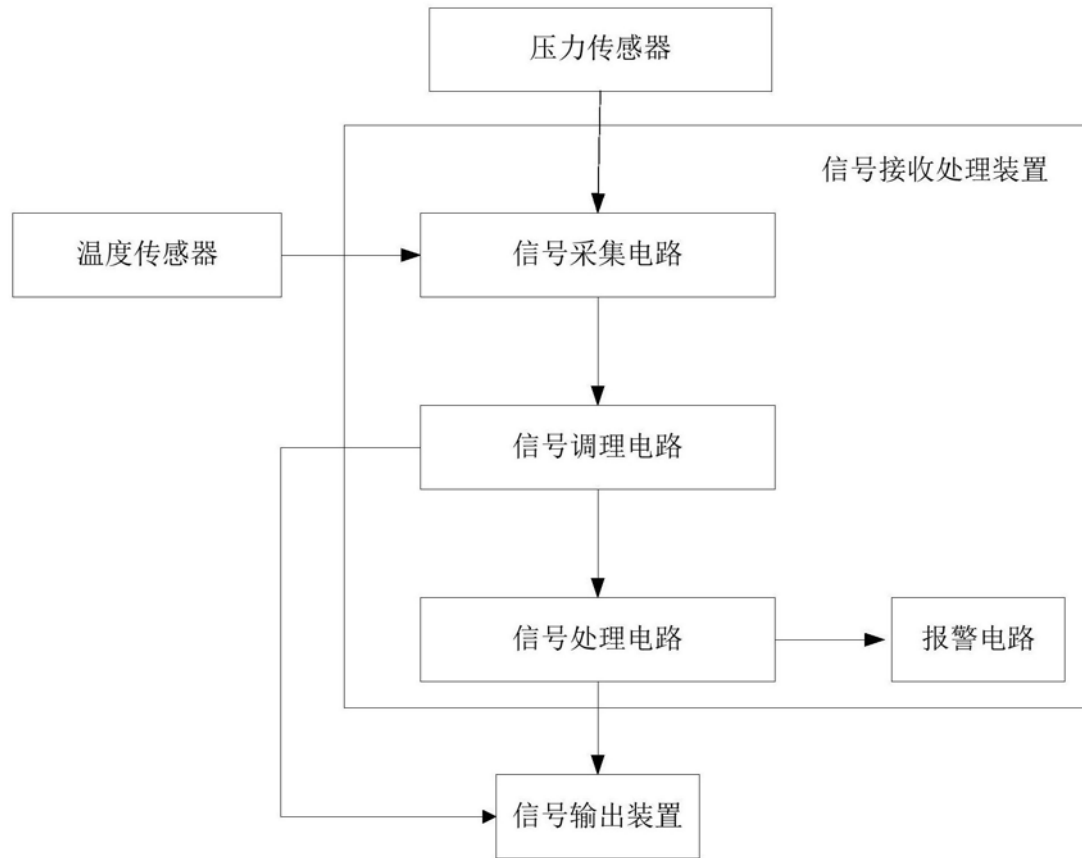 压力传感器
信号接收处理装置
温度传感器
信号采集电路
信号调理电路
信号处理电路
报警电路
信号输出装置